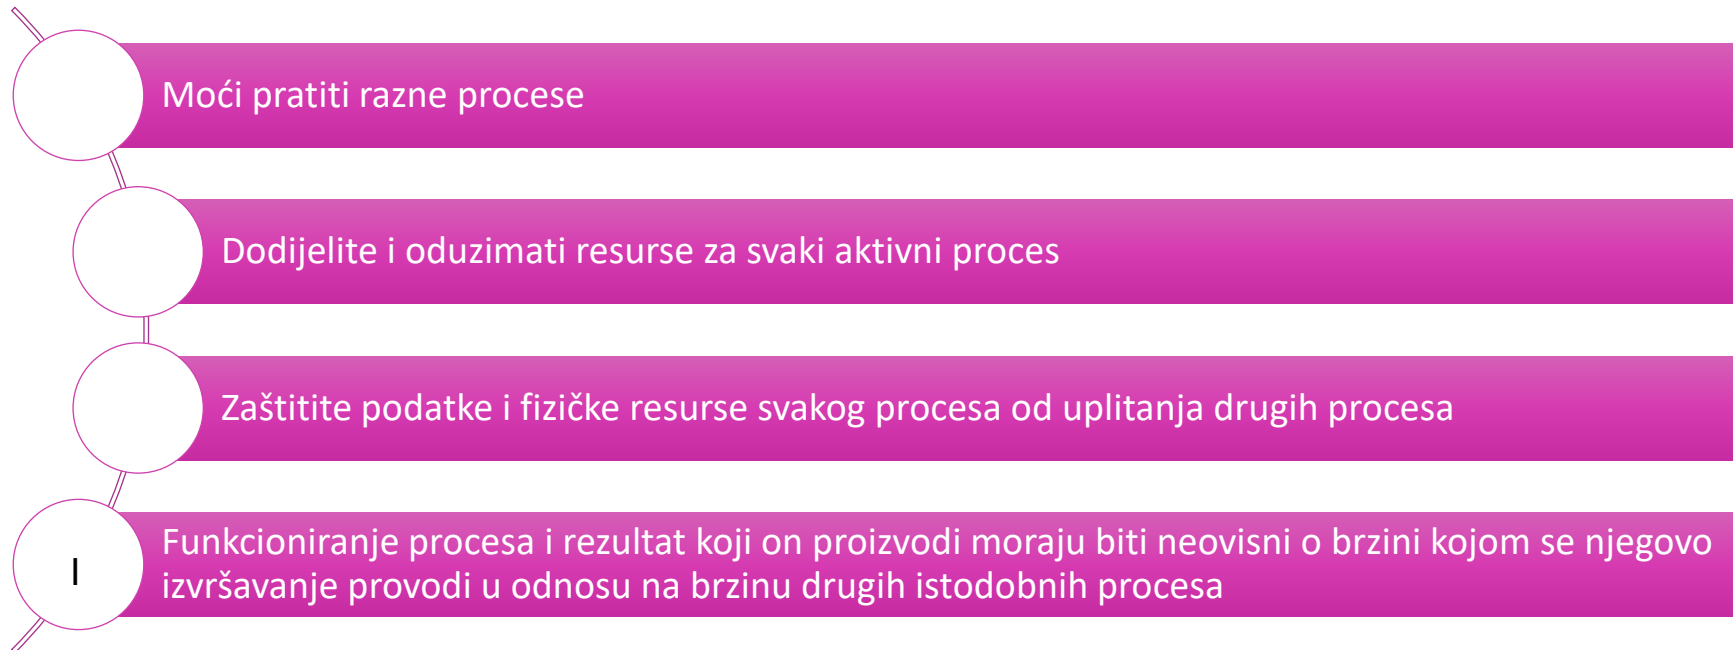 Moći pratiti razne procese
Dodijelite i oduzimati resurse za svaki aktivni proces
Zaštitite podatke i fizičke resurse svakog procesa od uplitanja drugih procesa
I
Funkcioniranje procesa i rezultat koji on proizvodi moraju biti neovisni o brzini kojom se njegovo
izvršavanje provodi u odnosu na brzinu drugih istodobnih procesa